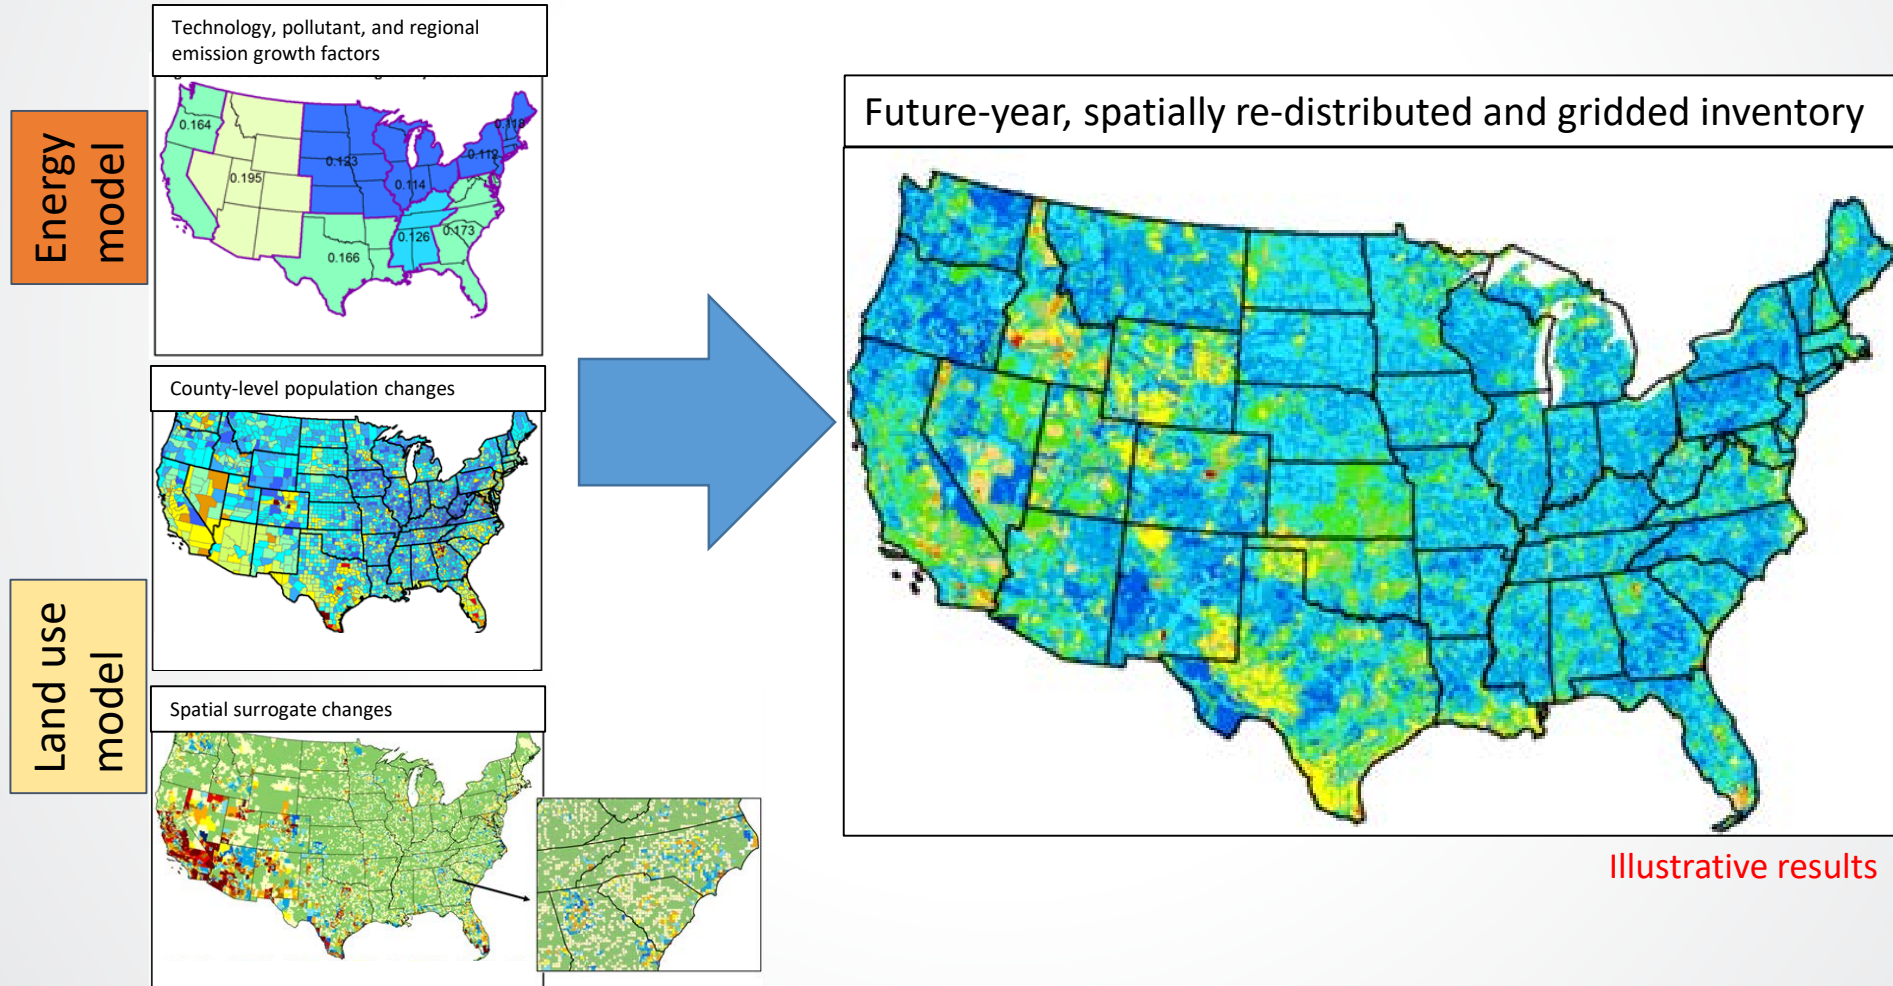 Technology, pollutant, and regional
emission growth factors
Energy
model
0.164
0.195
0.123
0.114
0.118
0.112
0.126
0.173
0.166
County-level population changes
Land use
model
Spatial surrogate changes
Future-year, spatially re-distributed and gridded inventory
Illustrative results